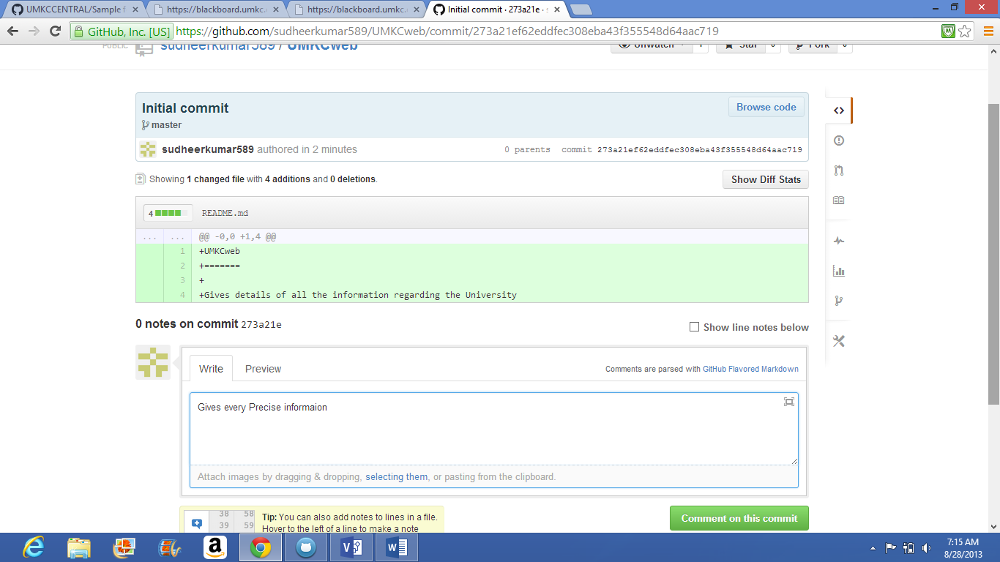 UMKCCENTRAL/Sample f
https://blackboard.umkc.
https://blackboard.umkc.
Initial commit · 273a21e · s
GitHub, Inc. [US]
https://github.com/sudheerkumar589/UMKCweb/commit/273a21ef62eddfec308eba43f355548d64aac719
PUBLIC
sudheerkumar589 / UMKCweb
Unwatch
Star
Fork
Initial commit
Browse code
master
sudheerkumar589 authored in 2 minutes
0 parents commit 273a21ef62eddfec308eba43f355548d64aac719
Showing 1 changed file with 4 additions and 0 deletions.
Show Diff Stats
4 README.md
... ... @@ -0,0 +1,4 @@
1 +UMKCweb
2 +=======
3 +
4 +Gives details of all the information regarding the University
0 notes on commit 273a21e
Show line notes below
Write Preview
Comments are parsed with GitHub Flavored Markdown
Gives every Precise informaion
Attach images by dragging & dropping, selecting them, or pasting from the clipboard.
38 58
39 59
Tip: You can also add notes to lines in a file.
Hover to the left of a line to make a note
Comment on this commit
7:15 AM
8/28/2013